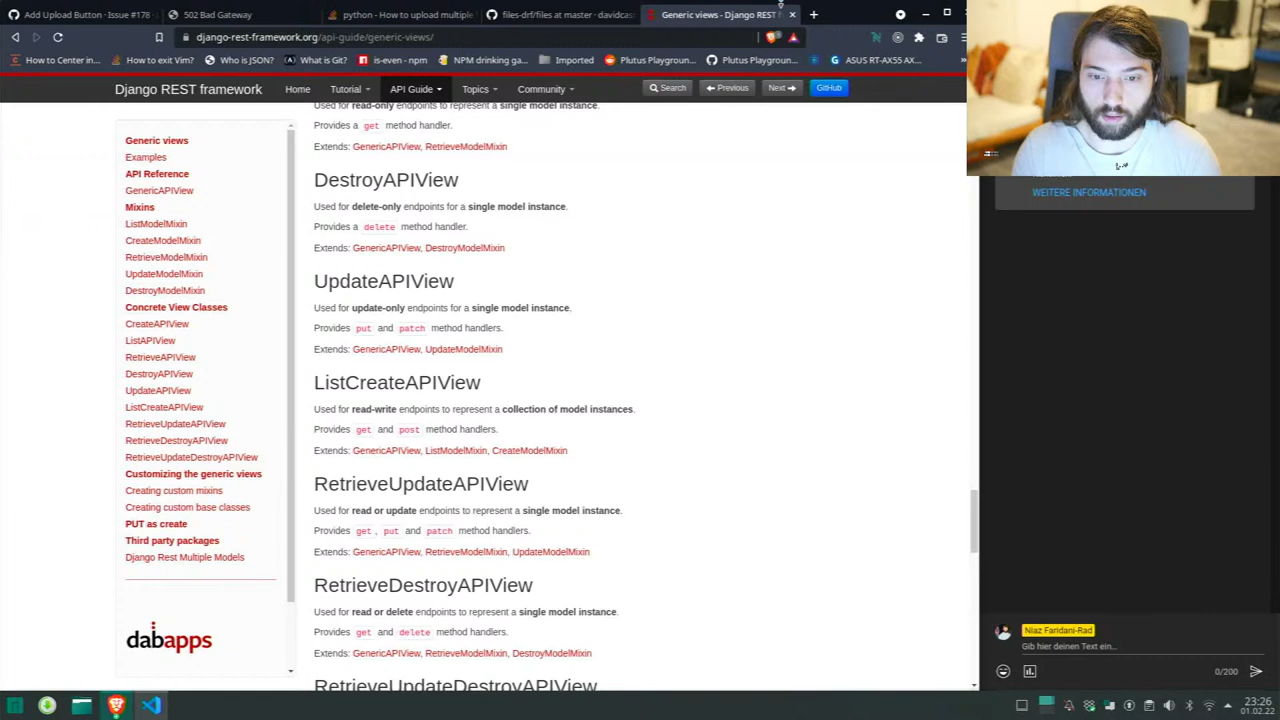 Add Upload Button · Issue #178
502 Bad Gateway
python - How to upload multiple
files-drf/files at master · davidcas
Generic views - Django REST f
django-rest-framework.org/api-guide/generic-views/
How to Center in...
How to exit Vim?
Who is JSON?
What is Git?
is-even - npm
NPM drinking ga...
Imported
Plutus Playgroun...
Plutus Playgroun...
ASUS RT-AX55 AX...
Django REST framework
Home
Tutorial
API Guide
Topics
Community
Search
Previous
Next
GitHub
Generic views
Examples
API Reference
GenericAPIView
Mixins
ListModelMixin
CreateModelMixin
RetrieveModelMixin
UpdateModelMixin
DestroyModelMixin
Concrete View Classes
CreateAPIView
ListAPIView
RetrieveAPIView
DestroyAPIView
UpdateAPIView
ListCreateAPIView
RetrieveUpdateAPIView
RetrieveDestroyAPIView
RetrieveUpdateDestroyAPIView
Customizing the generic views
Creating custom mixins
Creating custom base classes
PUT as create
Third party packages
Django Rest Multiple Models
dabapps
Used for read-only endpoints to represent a single model instance.
Provides a get method handler.
Extends: GenericAPIView, RetrieveModelMixin
DestroyAPIView
Used for delete-only endpoints for a single model instance.
Provides a delete method handler.
Extends: GenericAPIView, DestroyModelMixin
UpdateAPIView
Used for update-only endpoints for a single model instance.
Provides put and patch method handlers.
Extends: GenericAPIView, UpdateModelMixin
ListCreateAPIView
Used for read-write endpoints to represent a collection of model instances.
Provides get and post method handlers.
Extends: GenericAPIView, ListModelMixin, CreateModelMixin
RetrieveUpdateAPIView
Used for read or update endpoints to represent a single model instance.
Provides get, put and patch method handlers.
Extends: GenericAPIView, RetrieveModelMixin, UpdateModelMixin
RetrieveDestroyAPIView
Used for read or delete endpoints to represent a single model instance.
Provides get and delete method handlers.
Extends: GenericAPIView, RetrieveModelMixin, DestroyModelMixin
RetrieveUpdateDestroyAPIView
WEITERE INFORMATIONEN
Niaz Faridani-Rad
Gib hier deinen Text ein...
0/200
23:26
01.02.22